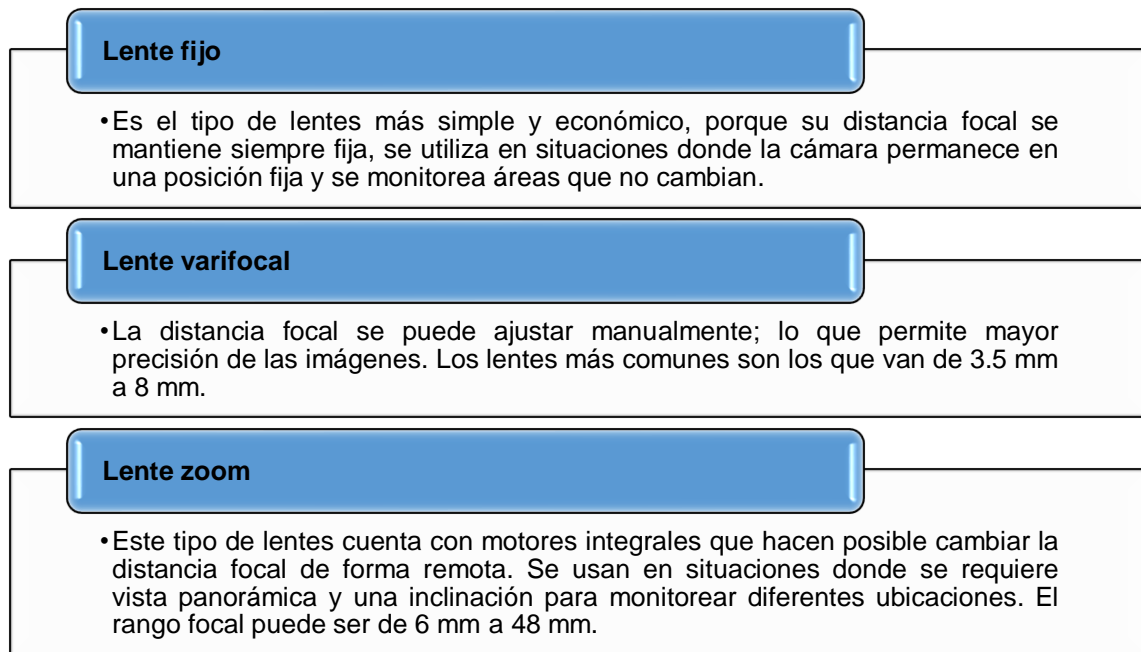 Lente fijo
•Es el tipo de lentes más simple y económico, porque su distancia focal se
mantiene siempre fija, se utiliza en situaciones donde la cámara permanece en
una posición fija y se monitorea áreas que no cambian.
Lente varifocal
•La distancia focal se puede ajustar manualmente; lo que permite mayor
precisión de las imágenes. Los lentes más comunes son los que van de 3.5 mm
a 8 mm.
Lente zoom
•Este tipo de lentes cuenta con motores integrales que hacen posible cambiar la
distancia focal de forma remota. Se usan en situaciones donde se requiere
vista panorámica y una inclinación para monitorear diferentes ubicaciones. El
rango focal puede ser de 6 mm a 48 mm.